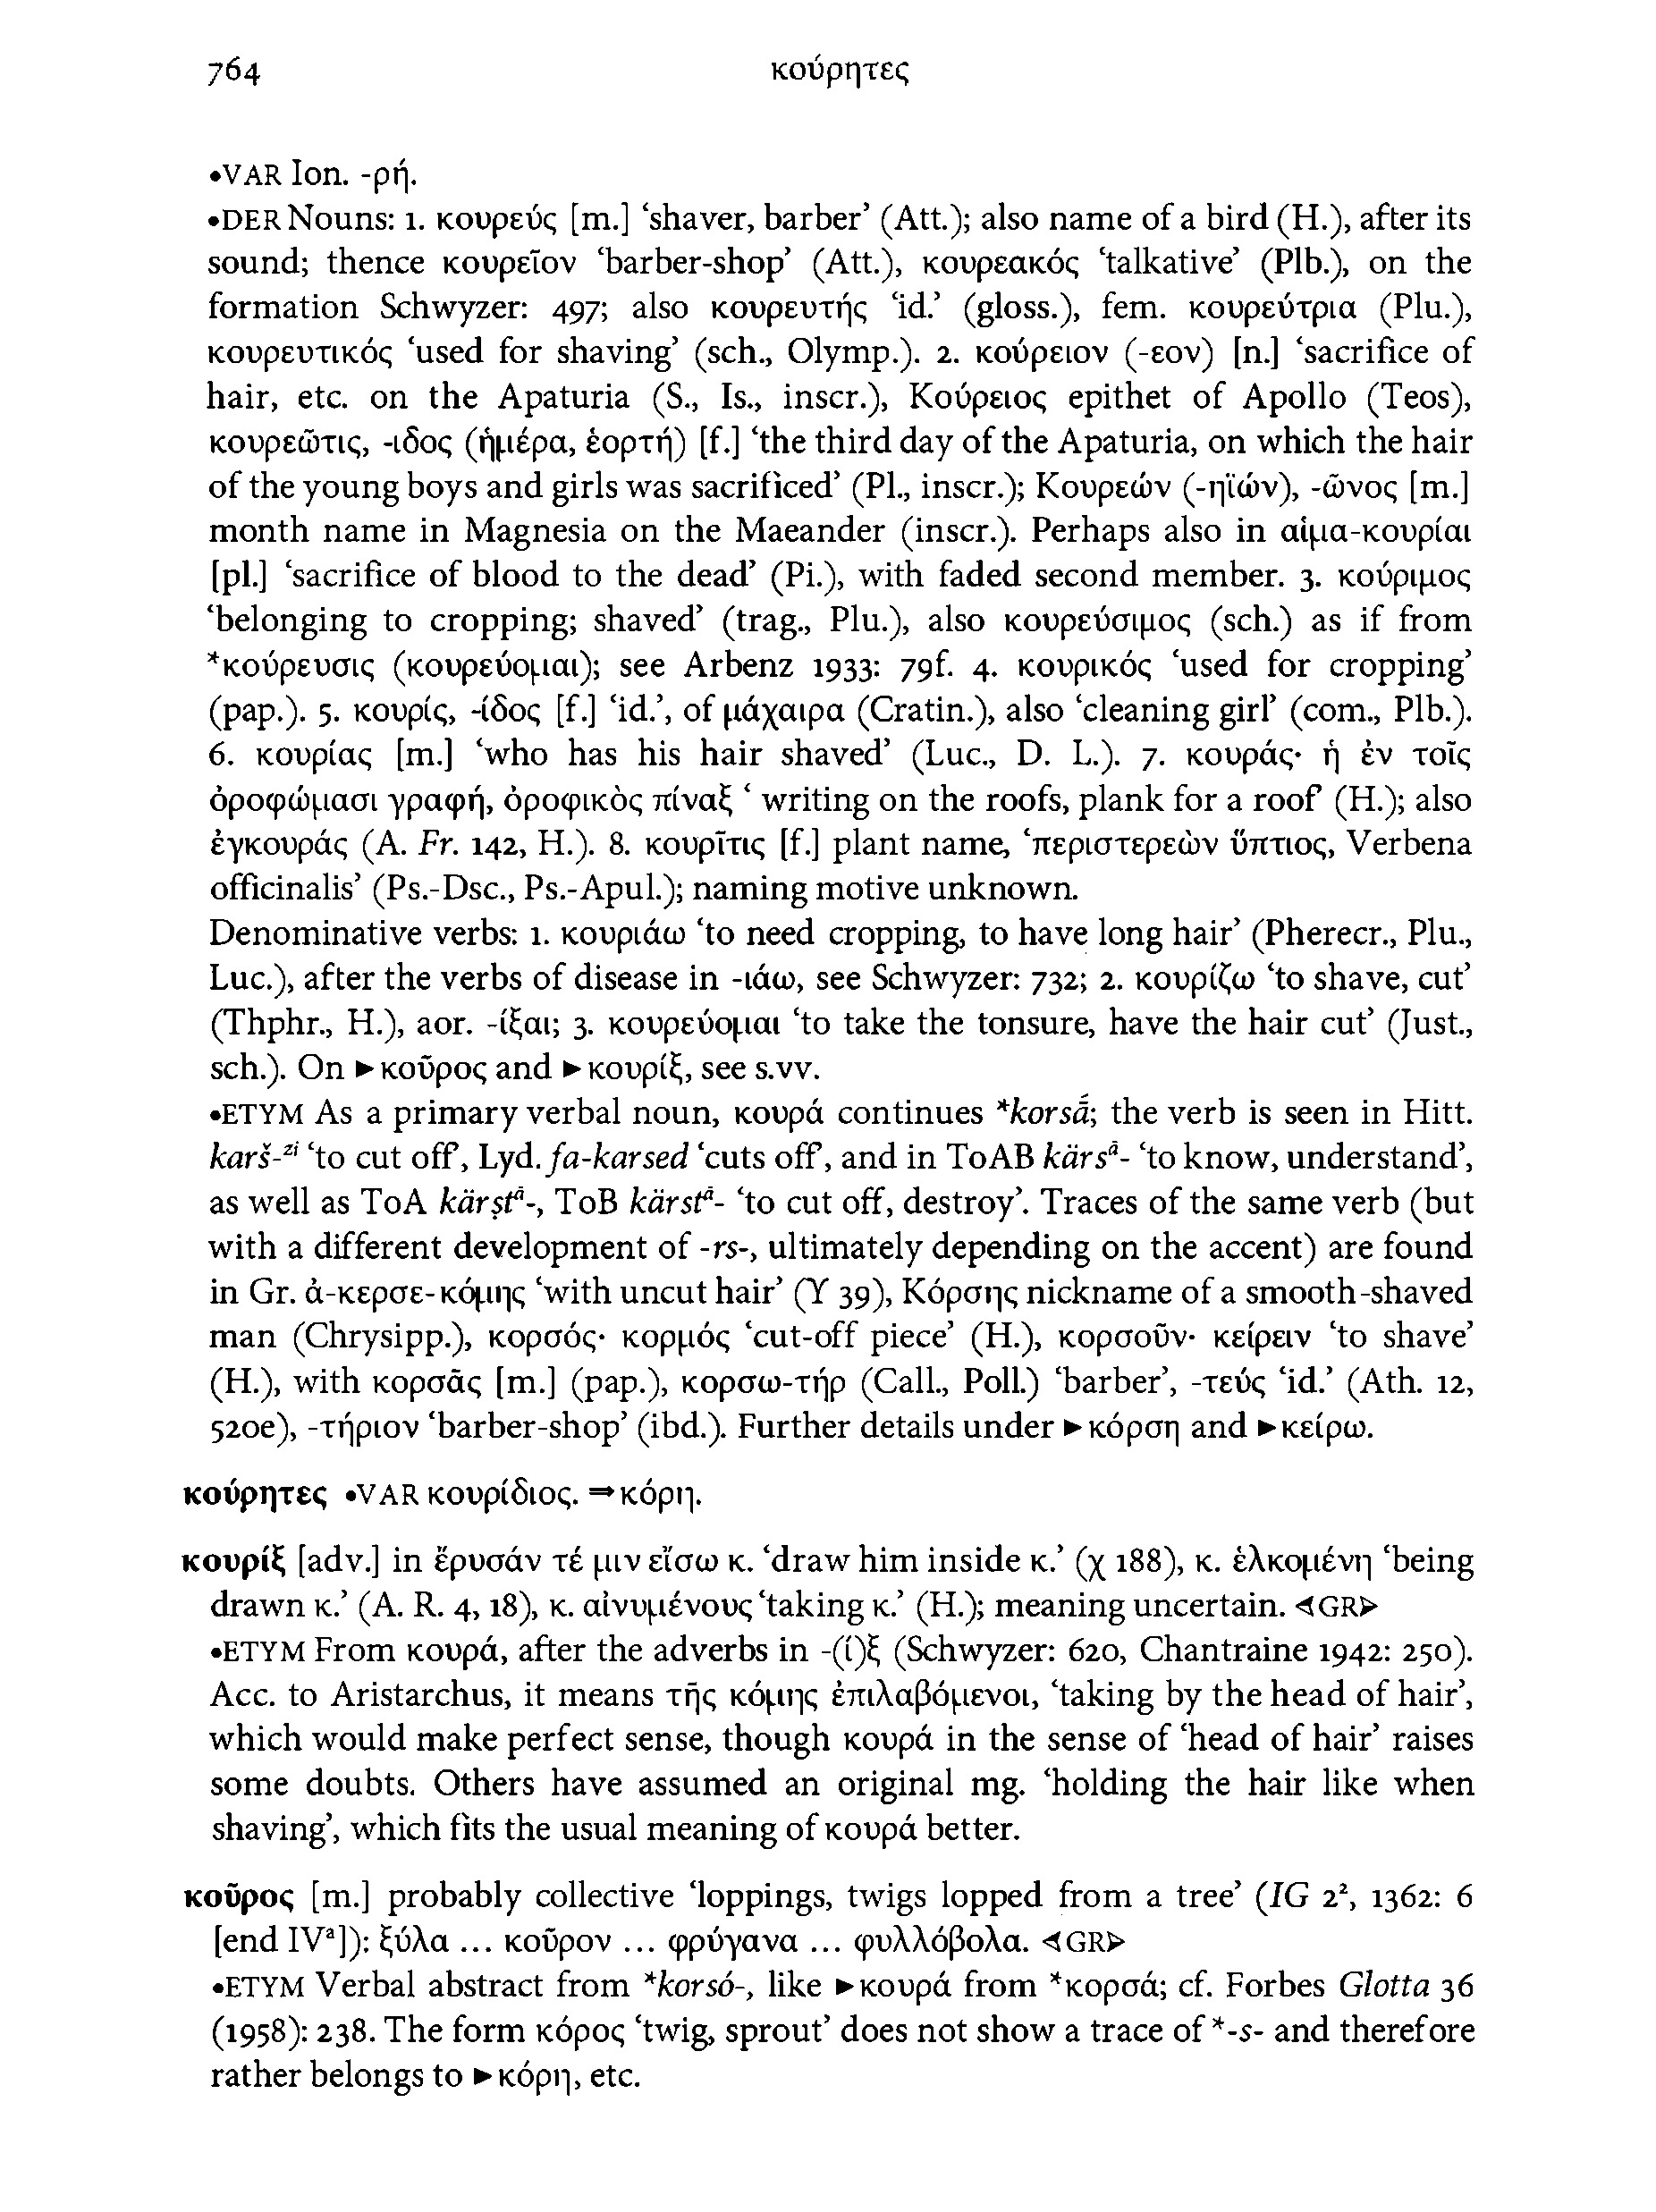 764 κούρητες
•VAR Ion. -ρή.
•DER Nouns: 1. κουρεύς [m.] ‘shaver, barber’ (Att.); also name of a bird (H.), after its
sound; thence κουρεῖον ‘barber-shop’ (Att.), κουρεακός ‘talkative’ (Plb.), on the
formation Schwyzer: 497; also κουρευτής ‘id.’ (gloss.), fem. κουρεύτρια (Plu.),
κουρευτικός ‘used for shaving’ (sch., Olymp.). 2. κούρειον (-εον) [n.] ‘sacrifice of
hair, etc. on the Apaturia (S., Is., inscr.), Κούρειος epithet of Apollo (Teos),
κουρεῶτις, -ιδος (ἡμέρα, ἑορτή) [f.] ‘the third day of the Apaturia, on which the hair
of the young boys and girls was sacrificed’ (Pl., inscr.); Κουρεών (-ηϊών), -ῶνος [m.]
month name in Magnesia on the Maeander (inscr.). Perhaps also in αἱμα-κουρίαι
[pl.] ‘sacrifice of blood to the dead’ (Pi.), with faded second member. 3. κούριμος
‘belonging to cropping; shaved’ (trag., Plu.), also κουρεύσιμος (sch.) as if from
*κούρευσις (κουρεύομαι); see Arbenz 1933: 79f. 4. κουρικός ‘used for cropping’
(pap.). 5. κουρίς, -ίδος [f.] ‘id.’, of μάχαιρα (Cratin.), also ‘cleaning girl’ (com., Plb.).
6. κουρίας [m.] ‘who has his hair shaved’ (Luc., D. L.). 7. κουράς· ἡ ἐν τοῖς
ὀροφώμασι γραφή, ὀροφικὸς πίναξ ‘ writing on the roofs, plank for a roof’ (H.); also
ἐγκουράς (A. Fr. 142, H.). 8. κουρῖτις [f.] plant name, ‘περιστερεὼν ὕπτιος, Verbena
officinalis’ (Ps.-Dsc., Ps.-Apul.); naming motive unknown.
Denominative verbs: 1. κουριάω ‘to need cropping, to have long hair’ (Pherecr., Plu.,
Luc.), after the verbs of disease in -ιάω, see Schwyzer: 732; 2. κουρίζω ‘to shave, cut’
(Thphr., H.), aor. -ίξαι; 3. κουρεύομαι ‘to take the tonsure, have the hair cut’ (Just.,
sch.). On ►κοῦρος and ►κουρίξ, see s.vv.
•ETYM As a primary verbal noun, κουρά continues *korsā́; the verb is seen in Hitt.
karš-ᶻⁱ ‘to cut off’, Lyd. fa-karsed ‘cuts off’, and in ToAB kärsᵃ̄- ‘to know, understand’,
as well as ToA kärṣtᵃ̄-, ToB kärstᵃ̄- ‘to cut off, destroy’. Traces of the same verb (but
with a different development of -rs-, ultimately depending on the accent) are found
in Gr. ἀ-κερσε-κόμης ‘with uncut hair’ (Υ 39), Κόρσης nickname of a smooth-shaved
man (Chrysipp.), κορσός· κορμός ‘cut-off piece’ (H.), κορσοῦν· κείρειν ‘to shave’
(H.), with κορσᾶς [m.] (pap.), κορσω-τήρ (Call., Poll.) ‘barber’, -τεύς ‘id.’ (Ath. 12,
520e), -τήριον ‘barber-shop’ (ibd.). Further details under ►κόρση and ►κείρω.
κούρητες •VAR κουρίδιος. ⇒κόρη.
κουρίξ [adv.] in ἔρυσάν τέ μιν εἴσω κ. ‘draw him inside κ.’ (χ 188), κ. ἑλκομένη ‘being
drawn κ.’ (A. R. 4, 18), κ. αἰνυμένους ‘taking κ.’ (H.); meaning uncertain. ◁GR▷
•ETYM From κουρά, after the adverbs in -(ί)ξ (Schwyzer: 620, Chantraine 1942: 250).
Acc. to Aristarchus, it means τῆς κόμης ἐπιλαβόμενοι, ‘taking by the head of hair’,
which would make perfect sense, though κουρά in the sense of ‘head of hair’ raises
some doubts. Others have assumed an original mg. ‘holding the hair like when
shaving’, which fits the usual meaning of κουρά better.
κοῦρος [m.] probably collective ‘loppings, twigs lopped from a tree’ (IG 2², 1362: 6
[end IVᵃ]): ξύλα ... κοῦρον ... φρύγανα ... φυλλόβολα. ◁GR▷
•ETYM Verbal abstract from *korsó-, like ►κουρά from *κορσά; cf. Forbes Glotta 36
(1958): 238. The form κόρος ‘twig, sprout’ does not show a trace of *-s- and therefore
rather belongs to ►κόρη, etc.